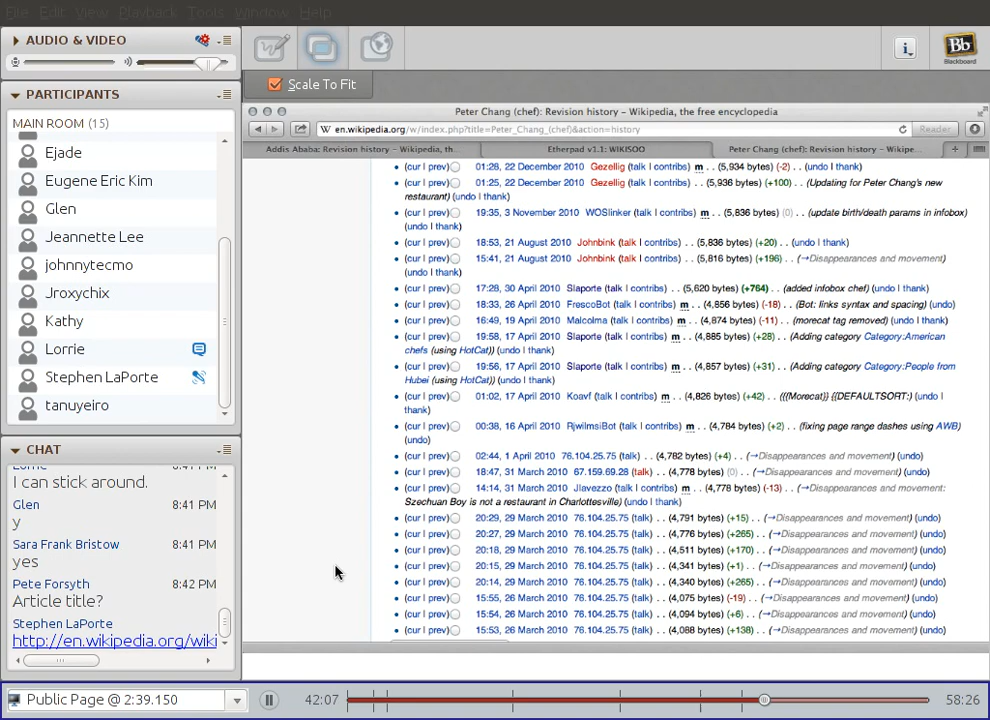 File Edit View Playback Tools Window Help
AUDIO & VIDEO
PARTICIPANTS
MAIN ROOM (15)
Ejade
Eugene Eric Kim
Glen
Jeannette Lee
johnnytecmo
Jroxychix
Kathy
Lorrie
Stephen LaPorte
tanuyeiro
CHAT
Lorrie 8:41 PM
I can stick around.
Glen 8:41 PM
y
Sara Frank Bristow 8:41 PM
yes
Pete Forsyth 8:42 PM
Article title?
Stephen LaPorte
http://en.wikipedia.org/wiki
i
Bb
Blackboard
Scale To Fit
Peter Chang (chef): Revision history – Wikipedia, the free encyclopedia
W en.wikipedia.org/w/index.php?title=Peter_Chang_(chef)&action=history
Reader
Addis Ababa: Revision history – Wikipedia, th...
Etherpad v1.1: WIKISOO
Peter Chang (chef): Revision history – Wikipe...
(cur | prev) 01:28, 22 December 2010 Gezellig (talk | contribs) m . . (5,934 bytes) (-2) . . (undo | thank)
(cur | prev) 01:25, 22 December 2010 Gezellig (talk | contribs) . . (5,936 bytes) (+100) . . (Updating for Peter Chang's new
restaurant) (undo | thank)
(cur | prev) 19:35, 3 November 2010 WOSlinker (talk | contribs) m . . (5,836 bytes) (0) . . (update birth/death params in infobox)
(undo | thank)
(cur | prev) 18:53, 21 August 2010 Johnbink (talk | contribs) . . (5,836 bytes) (+20) . . (undo | thank)
(cur | prev) 15:41, 21 August 2010 Johnbink (talk | contribs) . . (5,816 bytes) (+196) . . (→Disappearances and movement)
(undo | thank)
(cur | prev) 17:28, 30 April 2010 Slaporte (talk | contribs) . . (5,620 bytes) (+764) . . (added infobox chef) (undo | thank)
(cur | prev) 18:33, 26 April 2010 FrescoBot (talk | contribs) m . . (4,856 bytes) (-18) . . (Bot: links syntax and spacing) (undo)
(cur | prev) 16:49, 19 April 2010 Malcolma (talk | contribs) m . . (4,874 bytes) (-11) . . (morecat tag removed) (undo | thank)
(cur | prev) 19:58, 17 April 2010 Slaporte (talk | contribs) m . . (4,885 bytes) (+28) . . (Adding category Category:American
chefs (using HotCat)) (undo | thank)
(cur | prev) 19:56, 17 April 2010 Slaporte (talk | contribs) m . . (4,857 bytes) (+31) . . (Adding category Category:People from
Hubei (using HotCat)) (undo | thank)
(cur | prev) 01:02, 17 April 2010 Koavf (talk | contribs) m . . (4,826 bytes) (+42) . . ({{Morecat}} {{DEFAULTSORT:) (undo |
thank)
(cur | prev) 00:38, 16 April 2010 RjwilmsiBot (talk | contribs) m . . (4,784 bytes) (+2) . . (fixing page range dashes using AWB)
(undo)
(cur | prev) 02:44, 1 April 2010 76.104.25.75 (talk) . . (4,782 bytes) (+4) . . (→Disappearances and movement) (undo)
(cur | prev) 18:47, 31 March 2010 67.159.69.28 (talk) . . (4,778 bytes) (0) . . (→Disappearances and movement) (undo)
(cur | prev) 14:14, 31 March 2010 Jlavezzo (talk | contribs) m . . (4,778 bytes) (-13) . . (→Disappearances and movement:
Szechuan Boy is not a restaurant in Charlottesville) (undo | thank)
(cur | prev) 20:29, 29 March 2010 76.104.25.75 (talk) . . (4,791 bytes) (+15) . . (→Disappearances and movement) (undo)
(cur | prev) 20:27, 29 March 2010 76.104.25.75 (talk) . . (4,776 bytes) (+265) . . (→Disappearances and movement) (undo)
(cur | prev) 20:18, 29 March 2010 76.104.25.75 (talk) . . (4,511 bytes) (+170) . . (→Disappearances and movement) (undo)
(cur | prev) 20:15, 29 March 2010 76.104.25.75 (talk) . . (4,341 bytes) (+1) . . (→Disappearances and movement) (undo)
(cur | prev) 20:14, 29 March 2010 76.104.25.75 (talk) . . (4,340 bytes) (+265) . . (→Disappearances and movement) (undo)
(cur | prev) 15:55, 26 March 2010 76.104.25.75 (talk) . . (4,075 bytes) (-19) . . (→Disappearances and movement) (undo)
(cur | prev) 15:54, 26 March 2010 76.104.25.75 (talk) . . (4,094 bytes) (+6) . . (→Disappearances and movement) (undo)
(cur | prev) 15:53, 26 March 2010 76.104.25.75 (talk) . . (4,088 bytes) (+138) . . (→Disappearances and movement) (undo)
Public Page @ 2:39.150
42:07
58:26